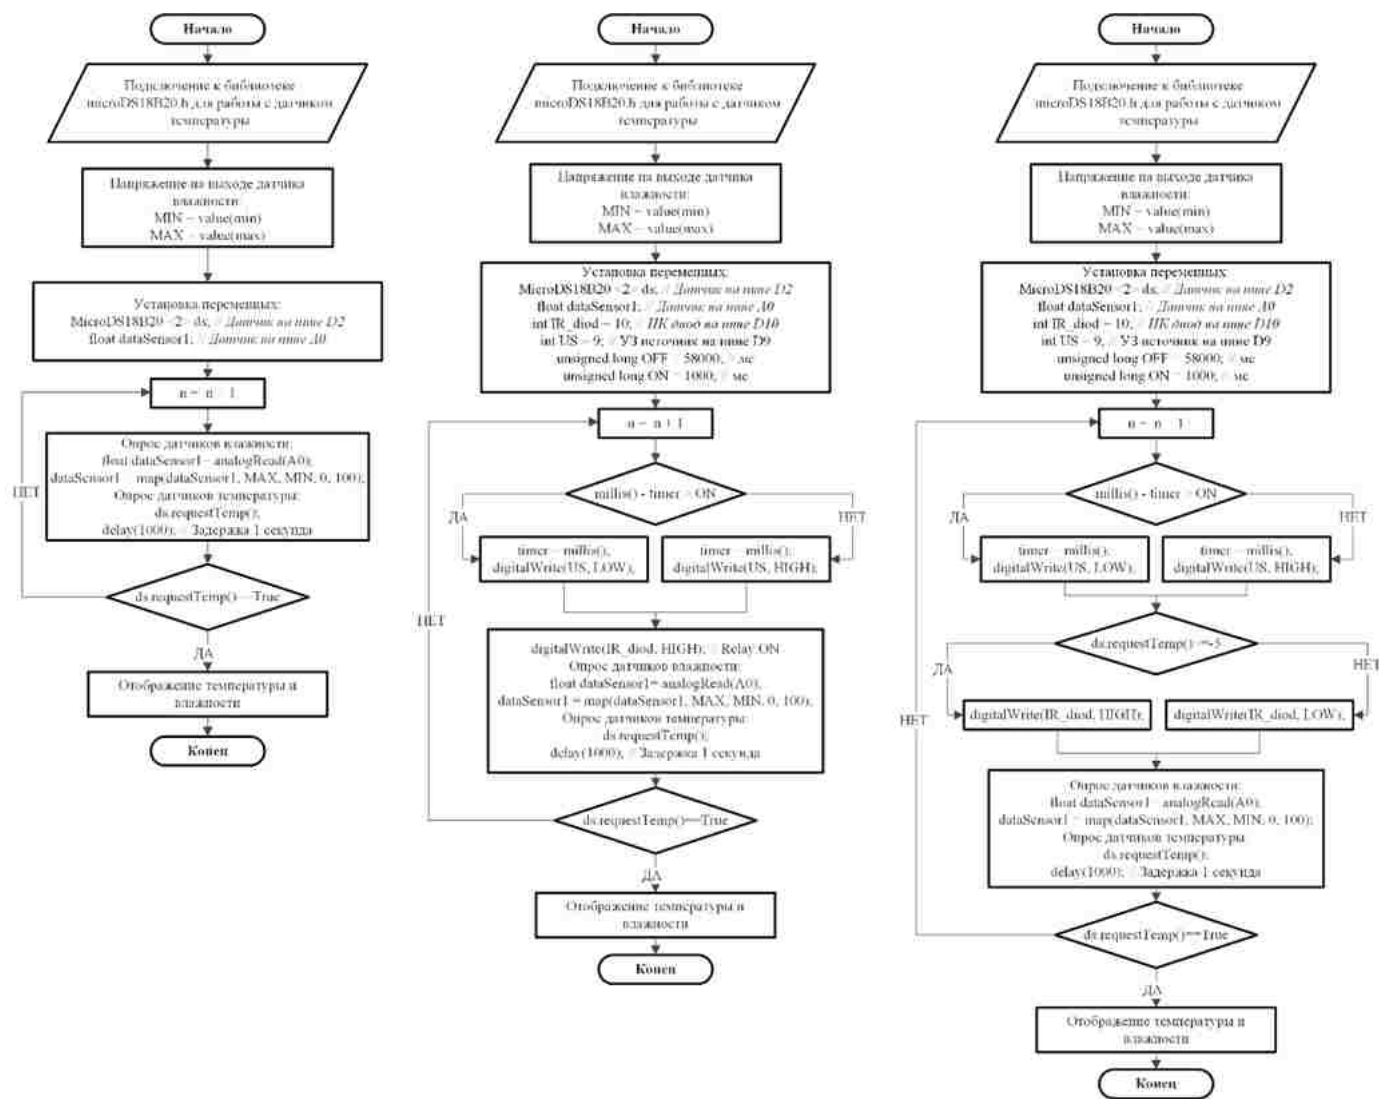 Начало
Подключение к библиотеке
microDS18B20.h для работы с датчиком
температуры
Напряжение на выходе датчика
влажности:
MIN = value(min)
MAX = value(max)
Установка переменных:
MicroDS18B20 <2> ds; // Датчик на пине D2
float dataSensor1; // Датчик на пине A0
n = n + 1
Опрос датчиков влажности:
float dataSensor1= analogRead(A0);
dataSensor1 = map(dataSensor1, MAX, MIN, 0, 100);
Опрос датчиков температуры:
ds.requestTemp();
delay(1000); // Задержка 1 секунда
НЕТ
ds.requestTemp()==True
ДА
Отображение температуры и
влажности
Конец
Начало
Подключение к библиотеке
microDS18B20.h для работы с датчиком
температуры
Напряжение на выходе датчика
влажности:
MIN = value(min)
MAX = value(max)
Установка переменных:
MicroDS18B20 <2> ds; // Датчик на пине D2
float dataSensor1; // Датчик на пине A0
int IR_diod = 10; // ИК диод на пине D10
int US = 9; // УЗ источник на пине D9
unsigned long OFF = 58000; // мс
unsigned long ON = 1000; // мс
n = n + 1
millis() - timer > ON
ДА
НЕТ
timer = millis();
digitalWrite(US, LOW);
timer = millis();
digitalWrite(US, HIGH);
НЕТ
digitalWrite(IR_diod, HIGH); // Relay ON
Опрос датчиков влажности:
float dataSensor1= analogRead(A0);
dataSensor1 = map(dataSensor1, MAX, MIN, 0, 100);
Опрос датчиков температуры:
ds.requestTemp();
delay(1000); // Задержка 1 секунда
ds.requestTemp()==True
ДА
Отображение температуры и
влажности
Конец
Начало
Подключение к библиотеке
microDS18B20.h для работы с датчиком
температуры
Напряжение на выходе датчика
влажности:
MIN = value(min)
MAX = value(max)
Установка переменных:
MicroDS18B20 <2> ds; // Датчик на пине D2
float dataSensor1; // Датчик на пине A0
int IR_diod = 10; // ИК диод на пине D10
int US = 9; // УЗ источник на пине D9
unsigned long OFF = 58000; // мс
unsigned long ON = 1000; // мс
n = n + 1
millis() - timer > ON
ДА
НЕТ
timer = millis();
digitalWrite(US, LOW);
timer = millis();
digitalWrite(US, HIGH);
ds.requestTemp()
ДА
НЕТ
digitalWrite(IR_diod, HIGH);
digitalWrite(IR_diod, LOW);
НЕТ
Опрос датчиков влажности:
float dataSensor1= analogRead(A0);
dataSensor1 = map(dataSensor1, MAX, MIN, 0, 100);
Опрос датчиков температуры
ds.requestTemp();
delay(1000); // Задержка 1 секунда
ds.requestTemp()==True
ДА
Отображение температуры и
влажности
Конец